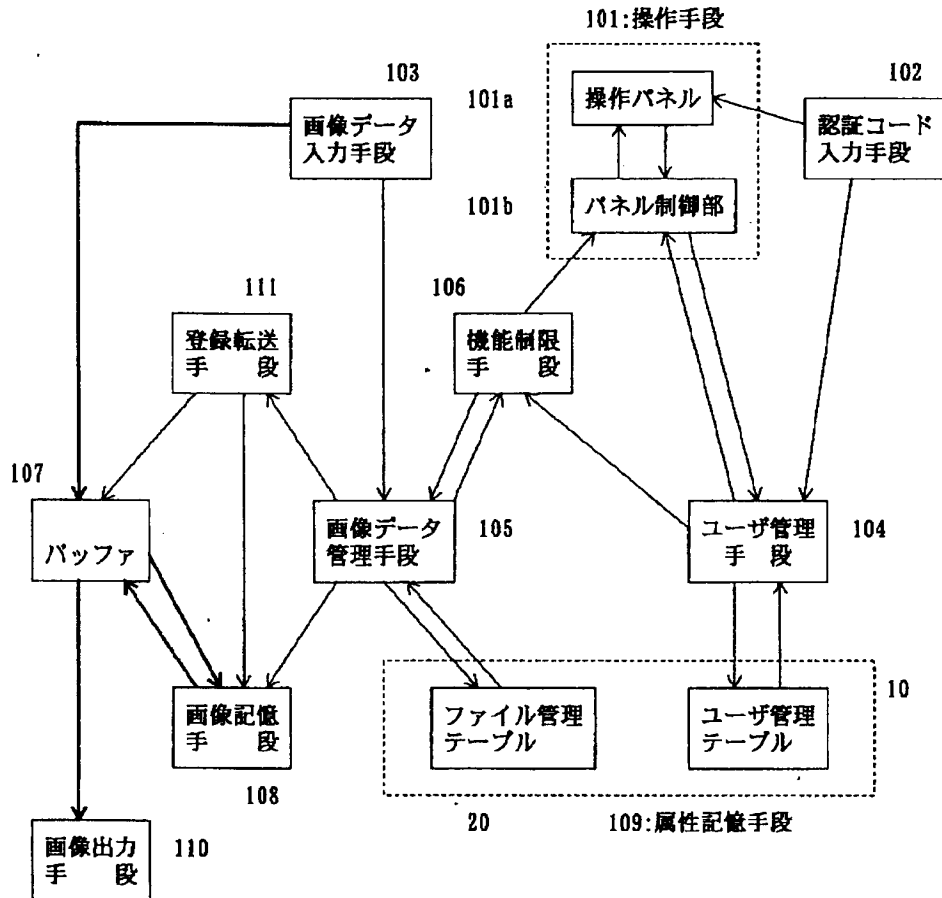 101:操作手段
103
102
101a
操作パネル
画像データ
入力手段
認証コード
入力手段
101b
パネル制御部
111
106
登録転送
手 段
機能制限
手 段
107
バッファ
画像データ
管理手段
105
ユーザ管理
手 段
104
10
画像記憶
手 段
ファイル管理
テーブル
ユーザ管理
テーブル
108
20
109:属性記憶手段
画像出力
手 段
110